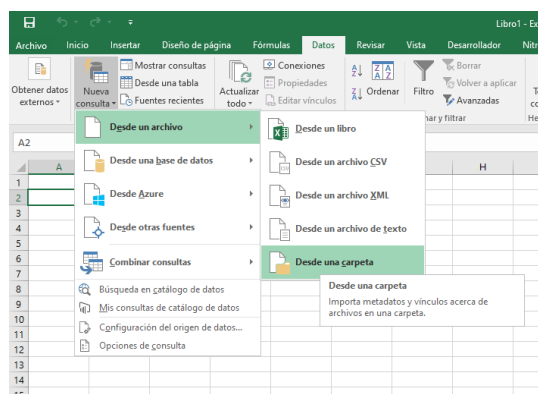 Libro1 - Ex
Archivo Inicio Insertar Diseño de página Fórmulas Datos Revisar Vista Desarrollador Nitr
Obtener datos externos
Nueva consulta
Mostrar consultas
Desde una tabla
Fuentes recientes
Actualizar todo
Conexiones
Propiedades
Editar vínculos
Ordenar
Filtro
Borrar
Volver a aplicar
Avanzadas
nar y filtrar
He
A2
A
H
1
2
3
4
5
6
7
8
9
10
11
12
13
14
15
Desde un archivo
Desde una base de datos
Desde Azure
Desde otras fuentes
Combinar consultas
Búsqueda en catálogo de datos
Mis consultas de catálogo de datos
Configuración del origen de datos...
Opciones de consulta
Desde un libro
Desde un archivo CSV
Desde un archivo XML
Desde un archivo de texto
Desde una carpeta
Desde una carpeta
Importa metadatos y vínculos acerca de
archivos en una carpeta.